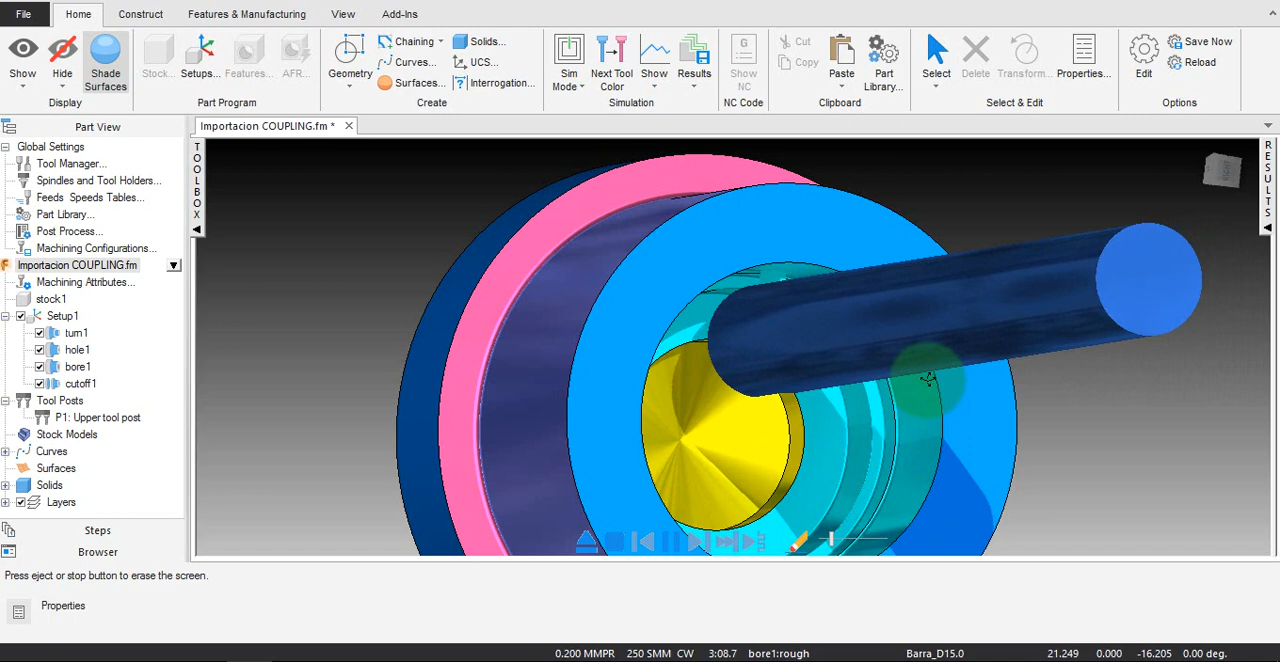 File Home Construct Features & Manufacturing View Add-Ins
Show Hide Shade Surfaces
Display
Stock... Setups... Features... AFR...
Part Program
Geometry Chaining Curves... Surfaces... Solids... UCS... Interrogation...
Create
Sim Mode Next Tool Color Show Results
Simulation
Show NC
NC Code
Cut Copy Paste Part Library...
Clipboard
Select Delete Transform... Properties...
Select & Edit
Edit Save Now Reload
Options
Part View
Importacion COUPLING.fm *
Global Settings
Tool Manager...
Spindles and Tool Holders...
Feeds Speeds Tables...
Part Library...
Post Process...
Machining Configurations...
Importacion COUPLING.fm
Machining Attributes...
stock1
Setup1
turn1
hole1
bore1
cutoff1
Tool Posts
P1: Upper tool post
Stock Models
Curves
Surfaces
Solids
Layers
Steps
Browser
TOOLBOX
RIGHT
RESULTS
Press eject or stop button to erase the screen.
Properties
0.200 MMPR 250 SMM CW 3:08.7 bore1:rough Barra_D15.0 21.249 0.000 -16.205 0.00 deg.